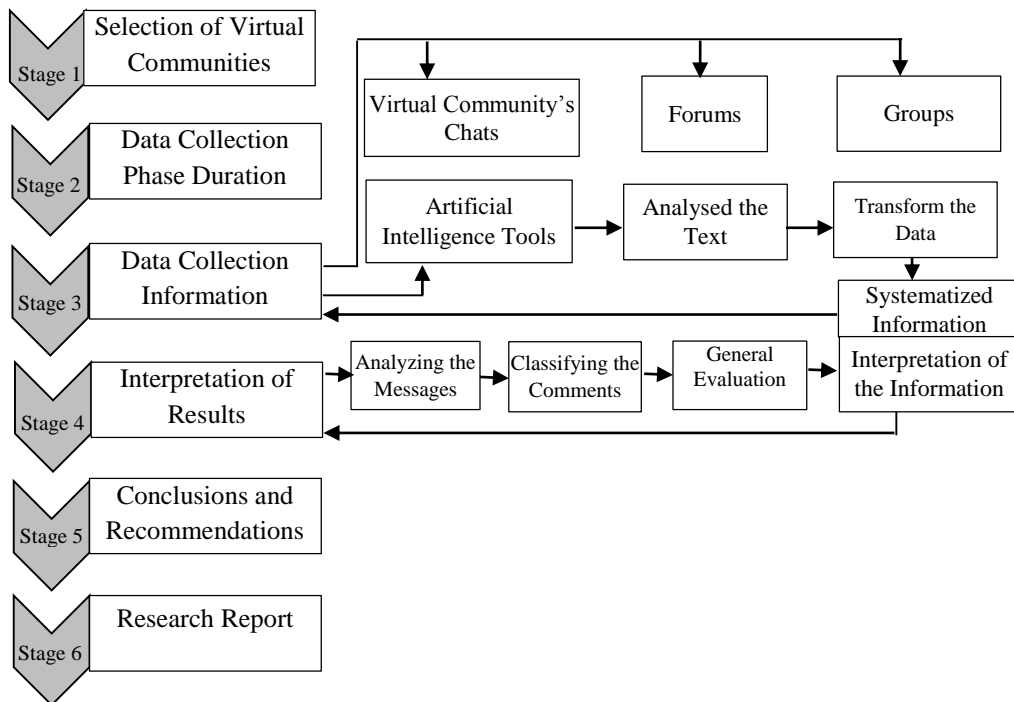 Stage 1
Selection of Virtual
Communities
Virtual Community’s
Chats
Forums
Groups
Stage 2
Data Collection
Phase Duration
Artificial
Intelligence Tools
Analysed the
Text
Transform the
Data
Stage 3
Data Collection
Information
Systematized
Information
Stage 4
Interpretation of
Results
Analyzing the
Messages
Classifying the
Comments
General
Evaluation
Interpretation of
the Information
Stage 5
Conclusions and
Recommendations
Stage 6
Research Report